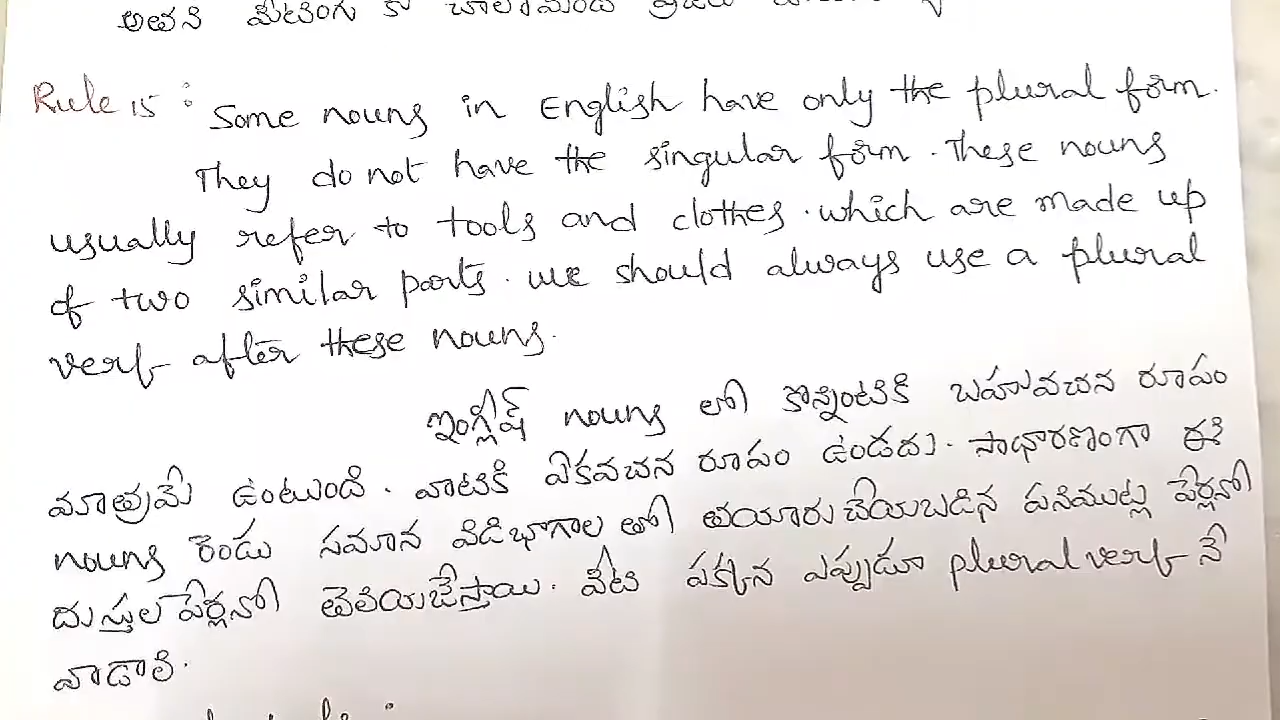 అతని మీటింగు కి చాలామంది
Rule 15 : Some nouns in English have only the plural form.
They do not have the singular form. These nouns
usually refer to tools and clothes. which are made up
of two similar parts. we should always use a plural
verb after these nouns.
ఇంగ్లీష్ nouns లో కొన్నింటికి బహువచన రూపం
మాత్రమే ఉంటుంది. వాటికి ఏకవచన రూపం ఉండదు. సాధారణంగా ఈ
nouns రెండు సమాన విడిభాగాల తో తయారుచేయబడిన పనిముట్ల పేర్లనో
దుస్తుల పేర్లనో తెలియజేస్తాయి. వీటి పక్కన ఎప్పుడూ plural verb నే
వాడాలి.